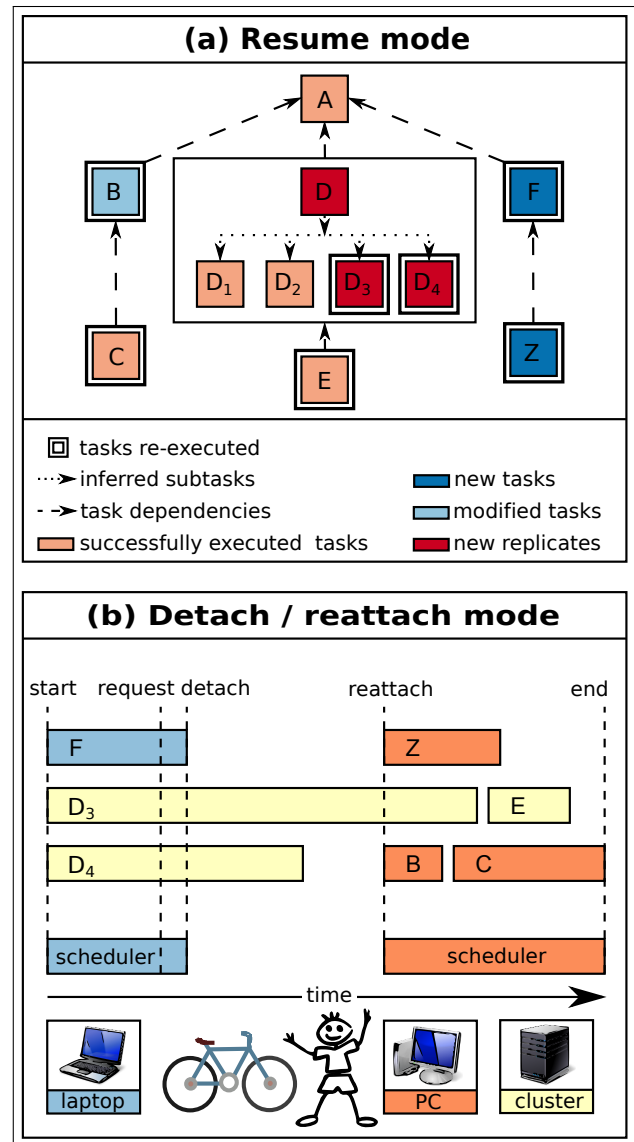 (a) Resume mode
A
B D F
D1 D2 D3 D4
C E Z
tasks re-executed
inferred subtasks new tasks
task dependencies modified tasks
successfully executed tasks new replicates
(b) Detach / reattach mode
start request detach reattach end
F Z
D3 E
D4 B C
scheduler scheduler
time
laptop PC cluster